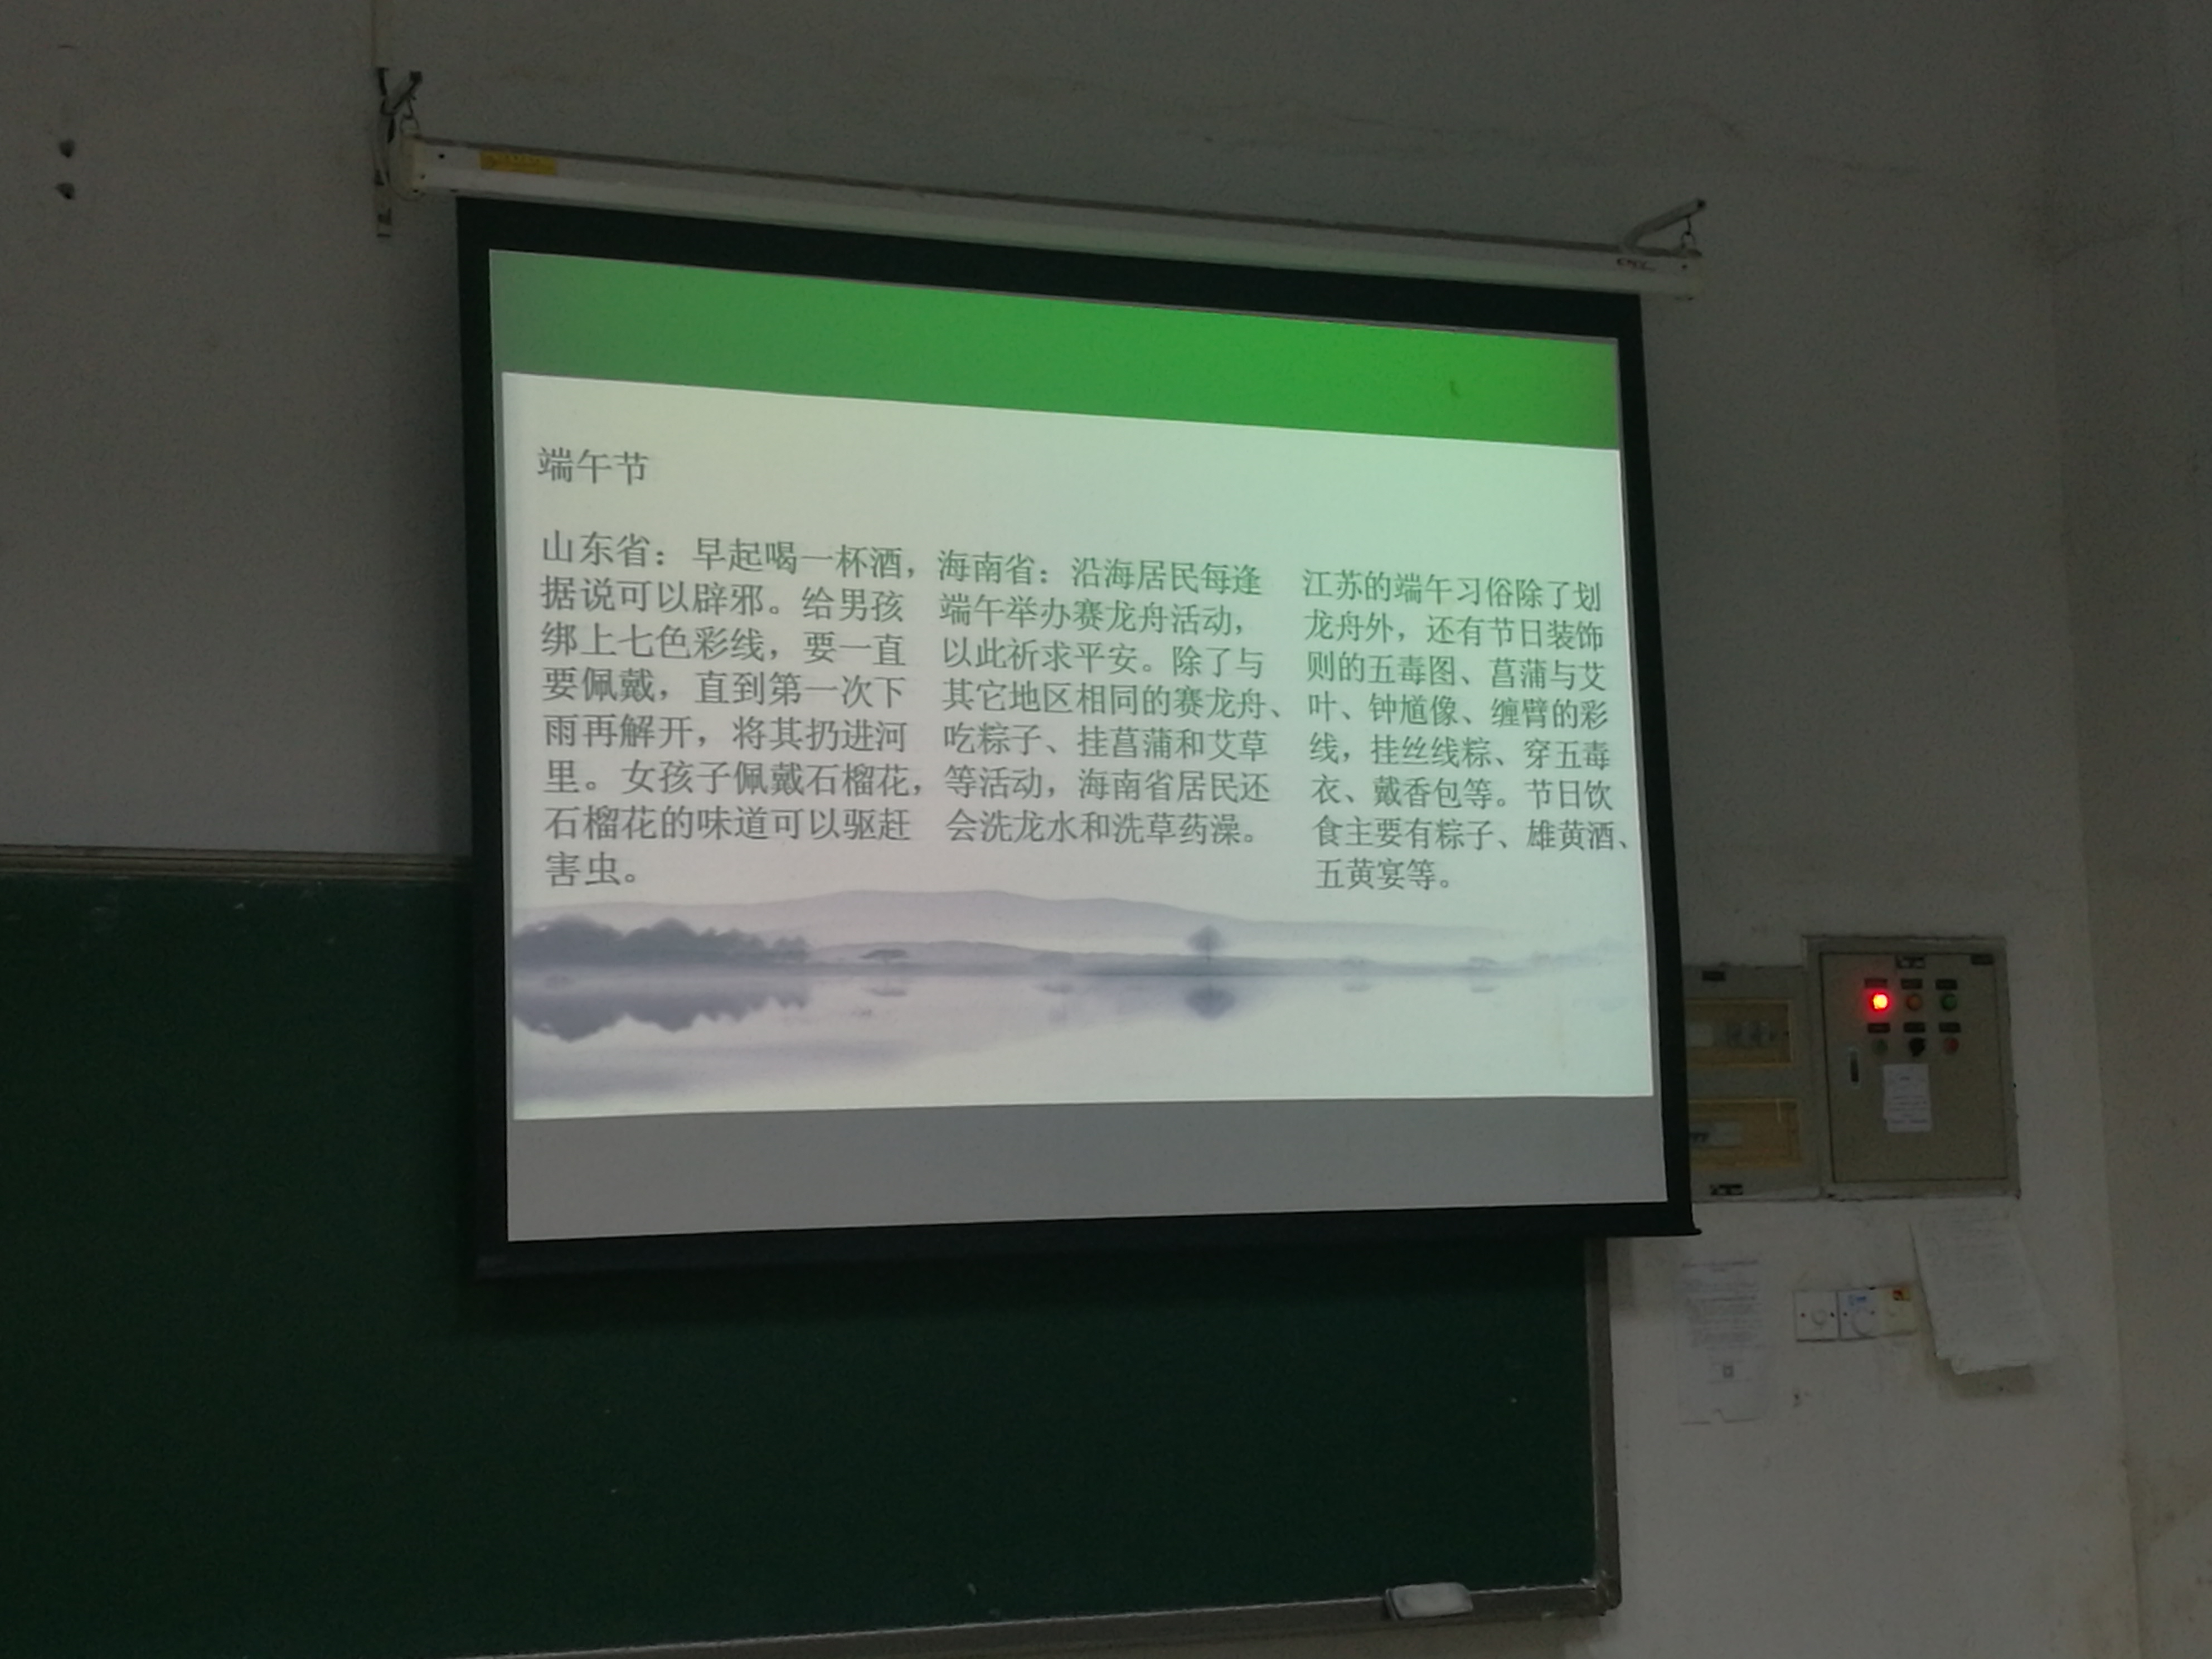 端午节
山东省：早起喝一杯酒，
据说可以辟邪。给男孩
绑上七色彩线，要一直
要佩戴，直到第一次下
雨再解开，将其扔进河
里。女孩子佩戴石榴花，
石榴花的味道可以驱赶
害虫。
海南省：沿海居民每逢
端午举办赛龙舟活动，
以此祈求平安。除了与
其它地区相同的赛龙舟、
吃粽子、挂菖蒲和艾草
等活动，海南省居民还
会洗龙水和洗草药澡。
江苏的端午习俗除了划
龙舟外，还有节日装饰
则的五毒图、菖蒲与艾
叶、钟馗像、缠臂的彩
线，挂丝线粽、穿五毒
衣、戴香包等。节日饮
食主要有粽子、雄黄酒、
五黄宴等。